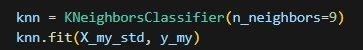 knn = KNeighborsClassifier(n_neighbors=9)
knn.fit(X_my_std, y_my)